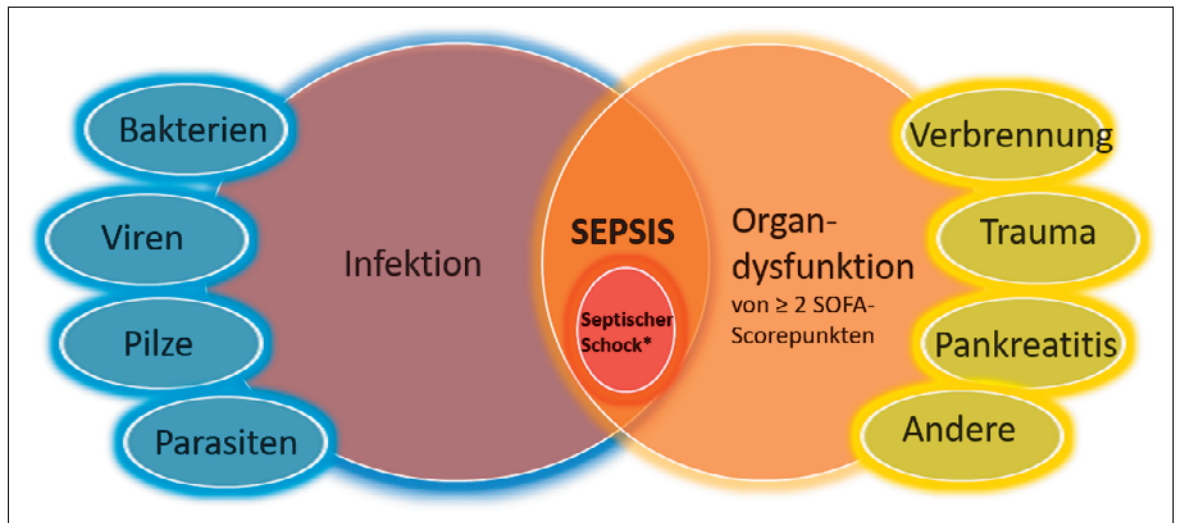 Bakterien
Viren
Pilze
Parasiten
Infektion
SEPSIS
Septischer
Schock*
Organ-
dysfunktion
von ≥ 2 SOFA-
Scorepunkten
Verbrennung
Trauma
Pankreatitis
Andere